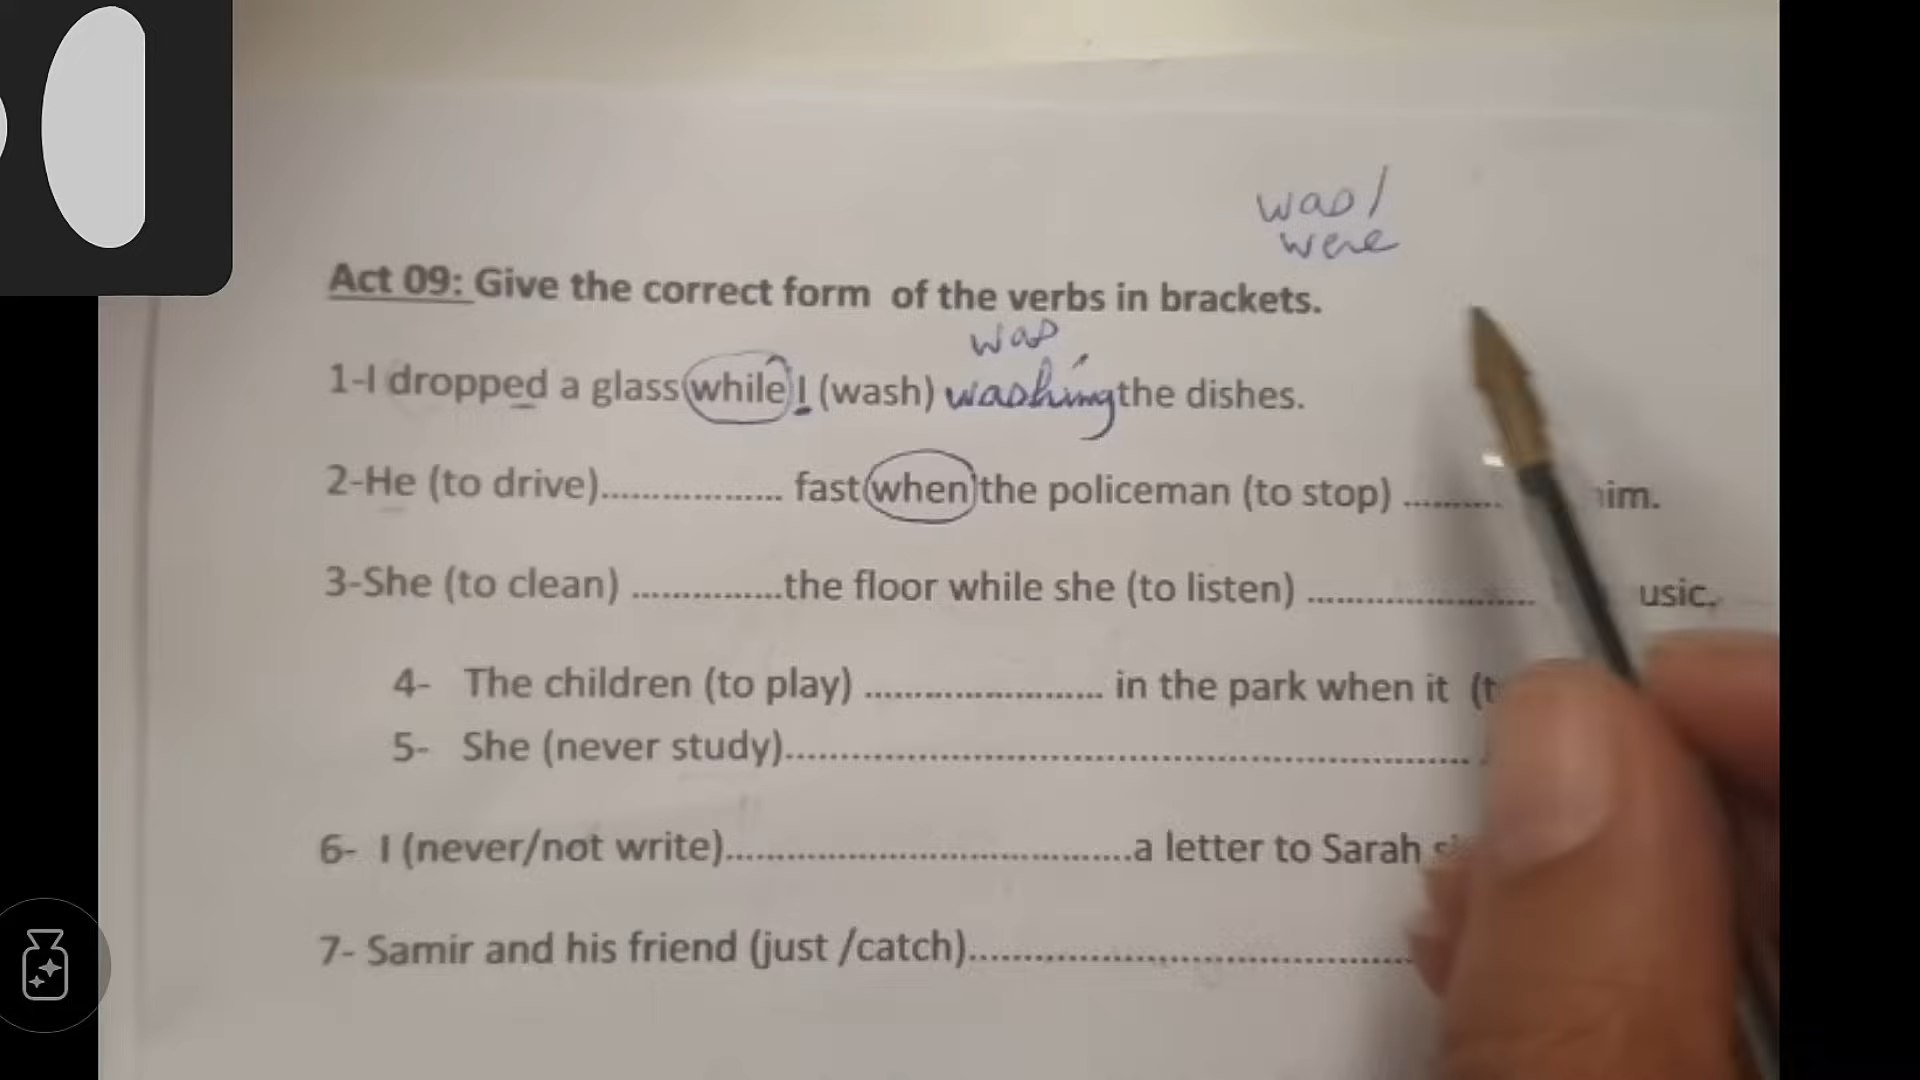 was/
were
Act 09: Give the correct form of the verbs in brackets.
was
1-I dropped a glass while I (wash) washing the dishes.
2-He (to drive).................. fast when the policeman (to stop) .......... him.
3-She (to clean) ...............the floor while she (to listen) .......................
4- The children (to play) ........................ in the park when it
5- She (never study)......................................................................
6- I (never/not write).........................................a letter to Sarah
7- Samir and his friend (just /catch)............................................